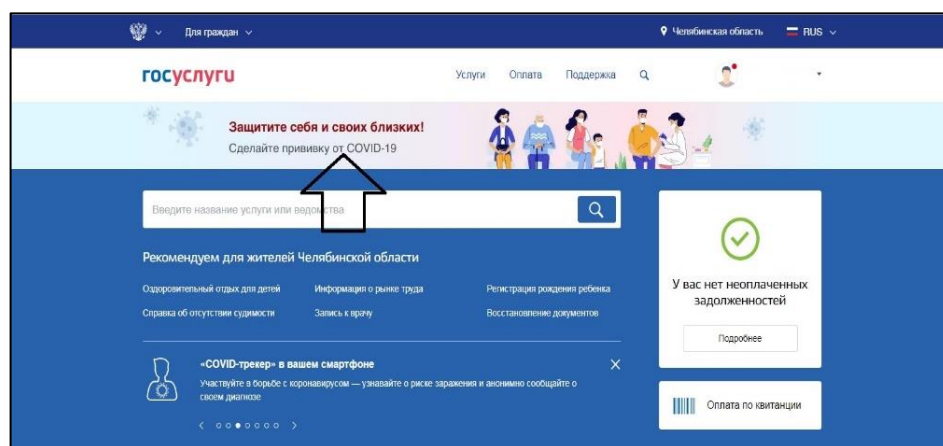 Для граждан
Челябинская область
RUS
госуслуги
Услуги Оплата Поддержка
Защитите себя и своих близких!
Сделайте прививку от COVID-19
Введите название услуги или ведомства
Рекомендуем для жителей Челябинской области
Оздоровительный отдых для детей Информация о рынке труда Регистрация рождения ребенка
Справка об отсутствии судимости Запись к врачу Восстановление документов
«COVID-трекер» в вашем смартфоне
Участвуйте в борьбе с коронавирусом — узнавайте о риске заражения и анонимно сообщайте о
своем диагнозе
У вас нет неоплаченных
задолженностей
Подробнее
Оплата по квитанции